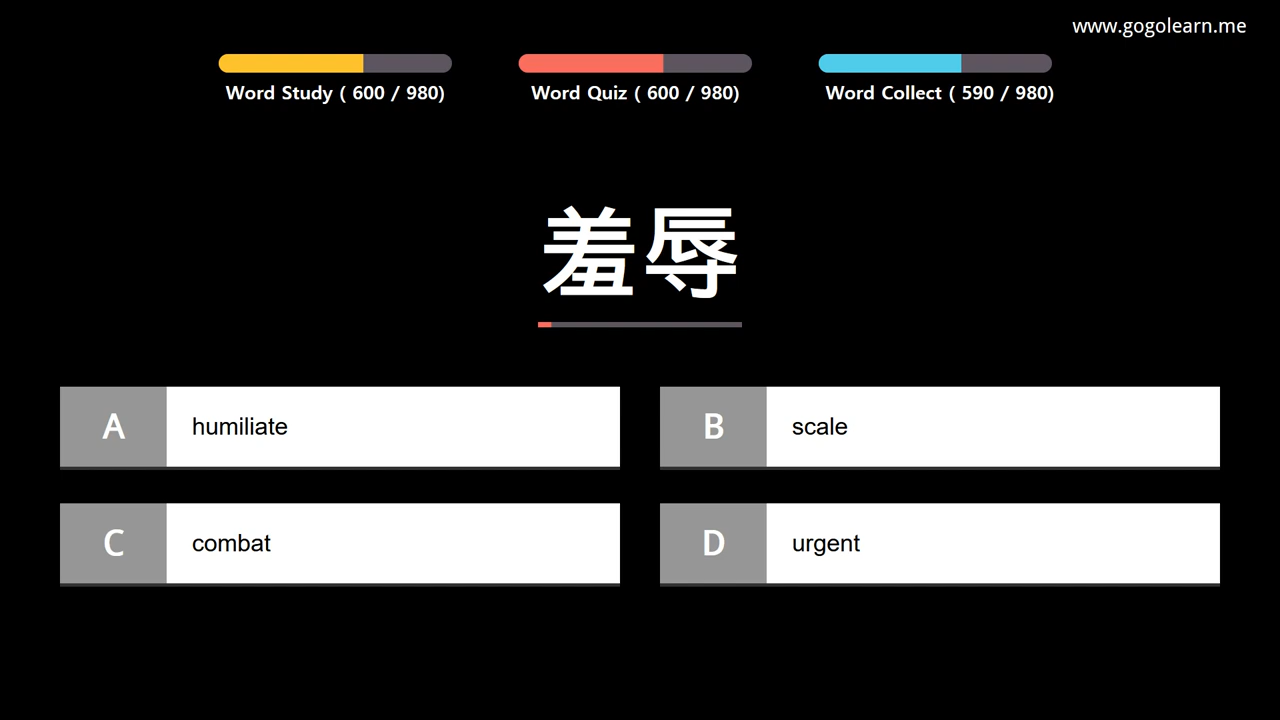 www.gogolearn.me
Word Study ( 600 / 980)
Word Quiz ( 600 / 980)
Word Collect ( 590 / 980)
羞辱
A humiliate
B scale
C combat
D urgent